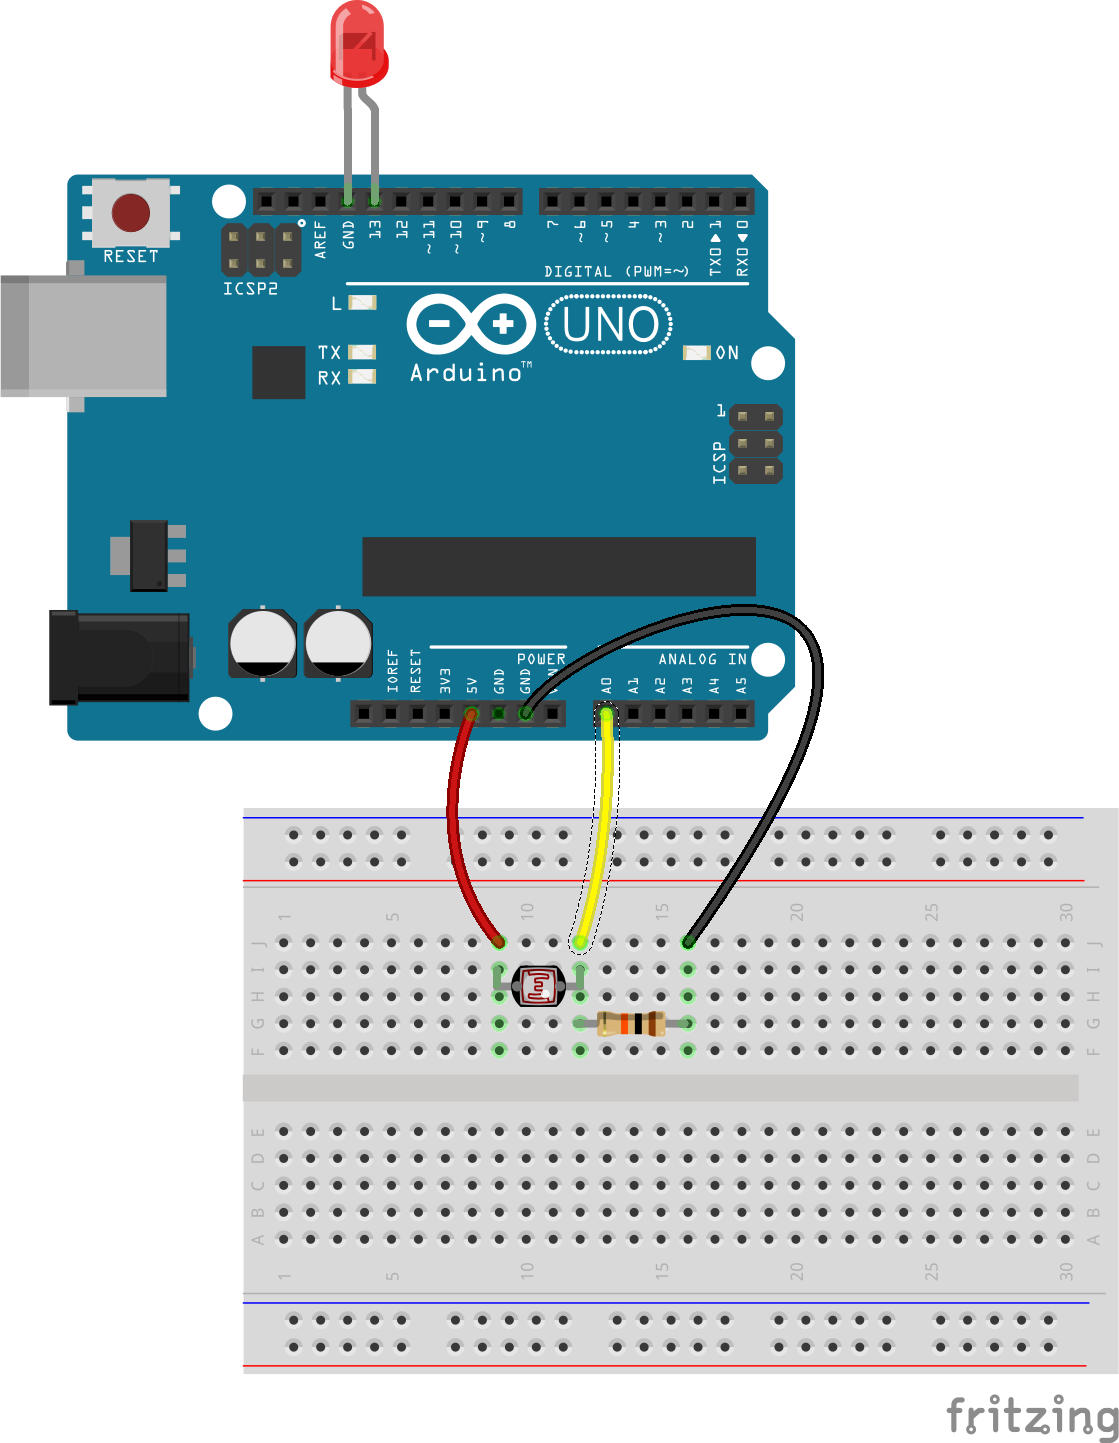 RESET
ICSP2
AREF
GND
13
12
~11
~10
~9
8
7
~6
~5
4
~3
2
TX0▶1
RX0◀0
DIGITAL (PWM=~)
L
TX
RX
Arduino™
UNO
ON
1
ICSP
POWER
ANALOG IN
IOREF
RESET
3V3
5V
GND
GND
A0
A1
A2
A3
A4
A5
1 5 10 15 20 25 30
J J
I I
H H
G G
F F
E E
D D
C C
B B
A A
1 5 10 15 20 25 30
fritzing